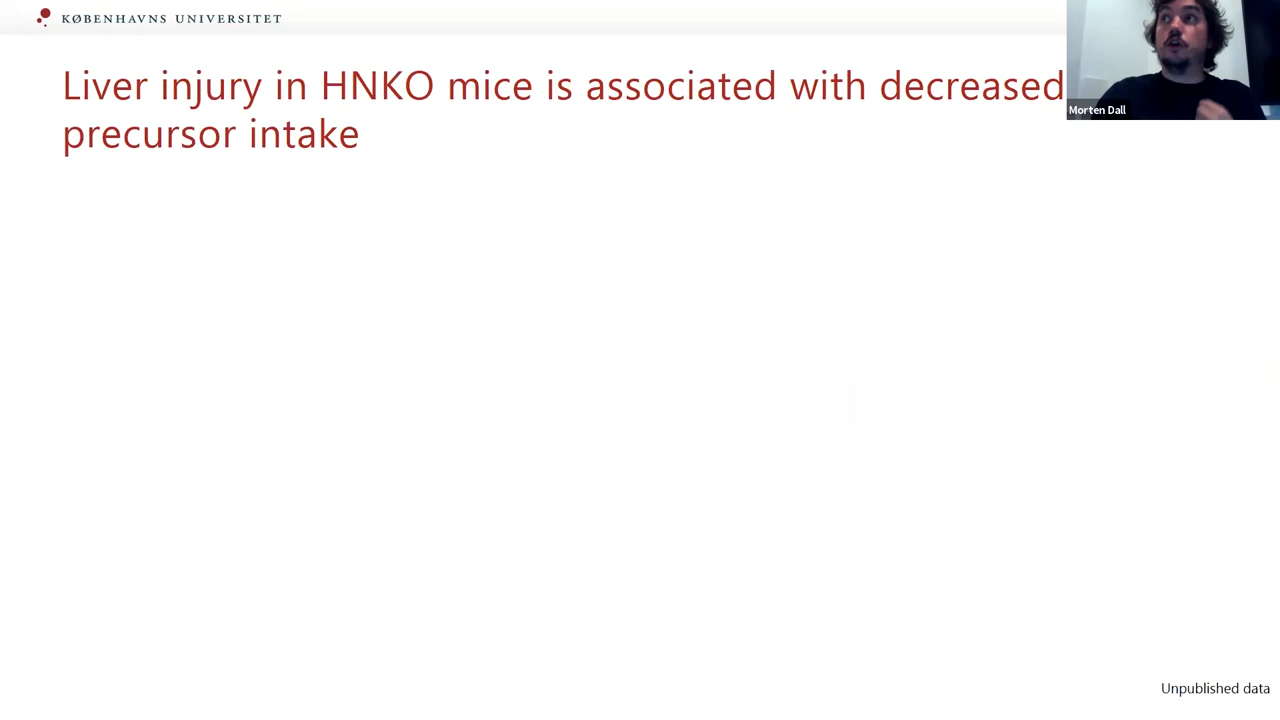 KØBENHAVNS UNIVERSITET
Liver injury in HNKO mice is associated with decreased
precursor intake
Morten Dall
Unpublished data